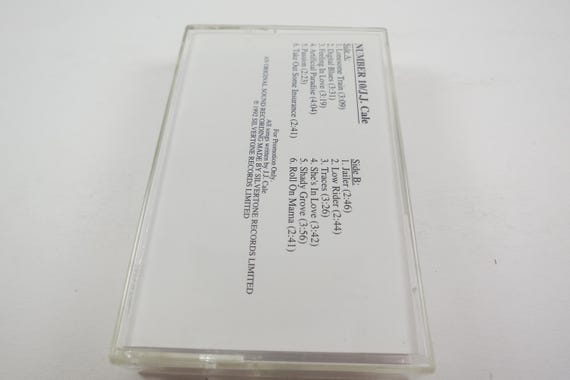 NUMBER 10/J.J. Cale
Side A:
1. Lonesome Train (3:09)
2. Digital Blues (3:31)
3. Feeling In Love (3:19)
4. Artificial Paradise (4:04)
5. Passion (2:23)
6. Take Out Some Insurance (2:41)
Side B:
1. Jailer (2:46)
2. Low Rider (2:44)
3. Traces (3:26)
4. She's In Love (3:42)
5. Shady Grove (3:56)
6. Roll On Mama (2:41)
For Promotion Only.
All songs written by J.J. Cale
AN ORIGINAL SOUND RECORDING MADE BY SILVERTONE RECORDS LIMITED
℗ 1992 SILVERTONE RECORDS LIMITED